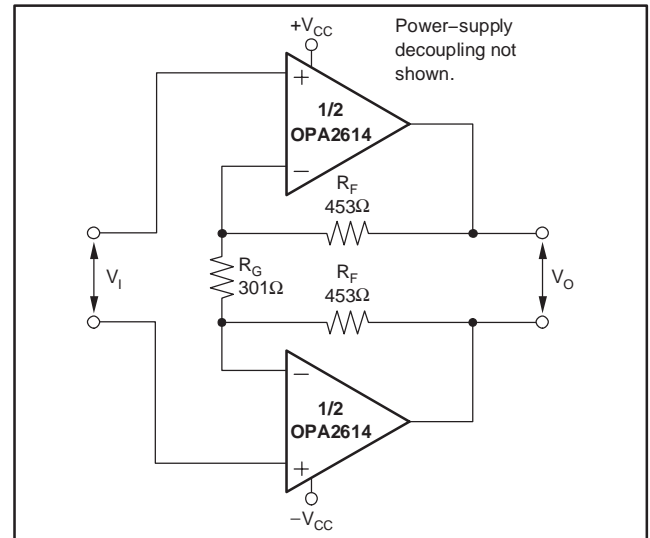 +VCC
Power−supply
decoupling not
shown.
+
1/2
OPA2614
−
RF
453Ω
VI
RG
301Ω
RF
453Ω
VO
−
1/2
OPA2614
+
−VCC